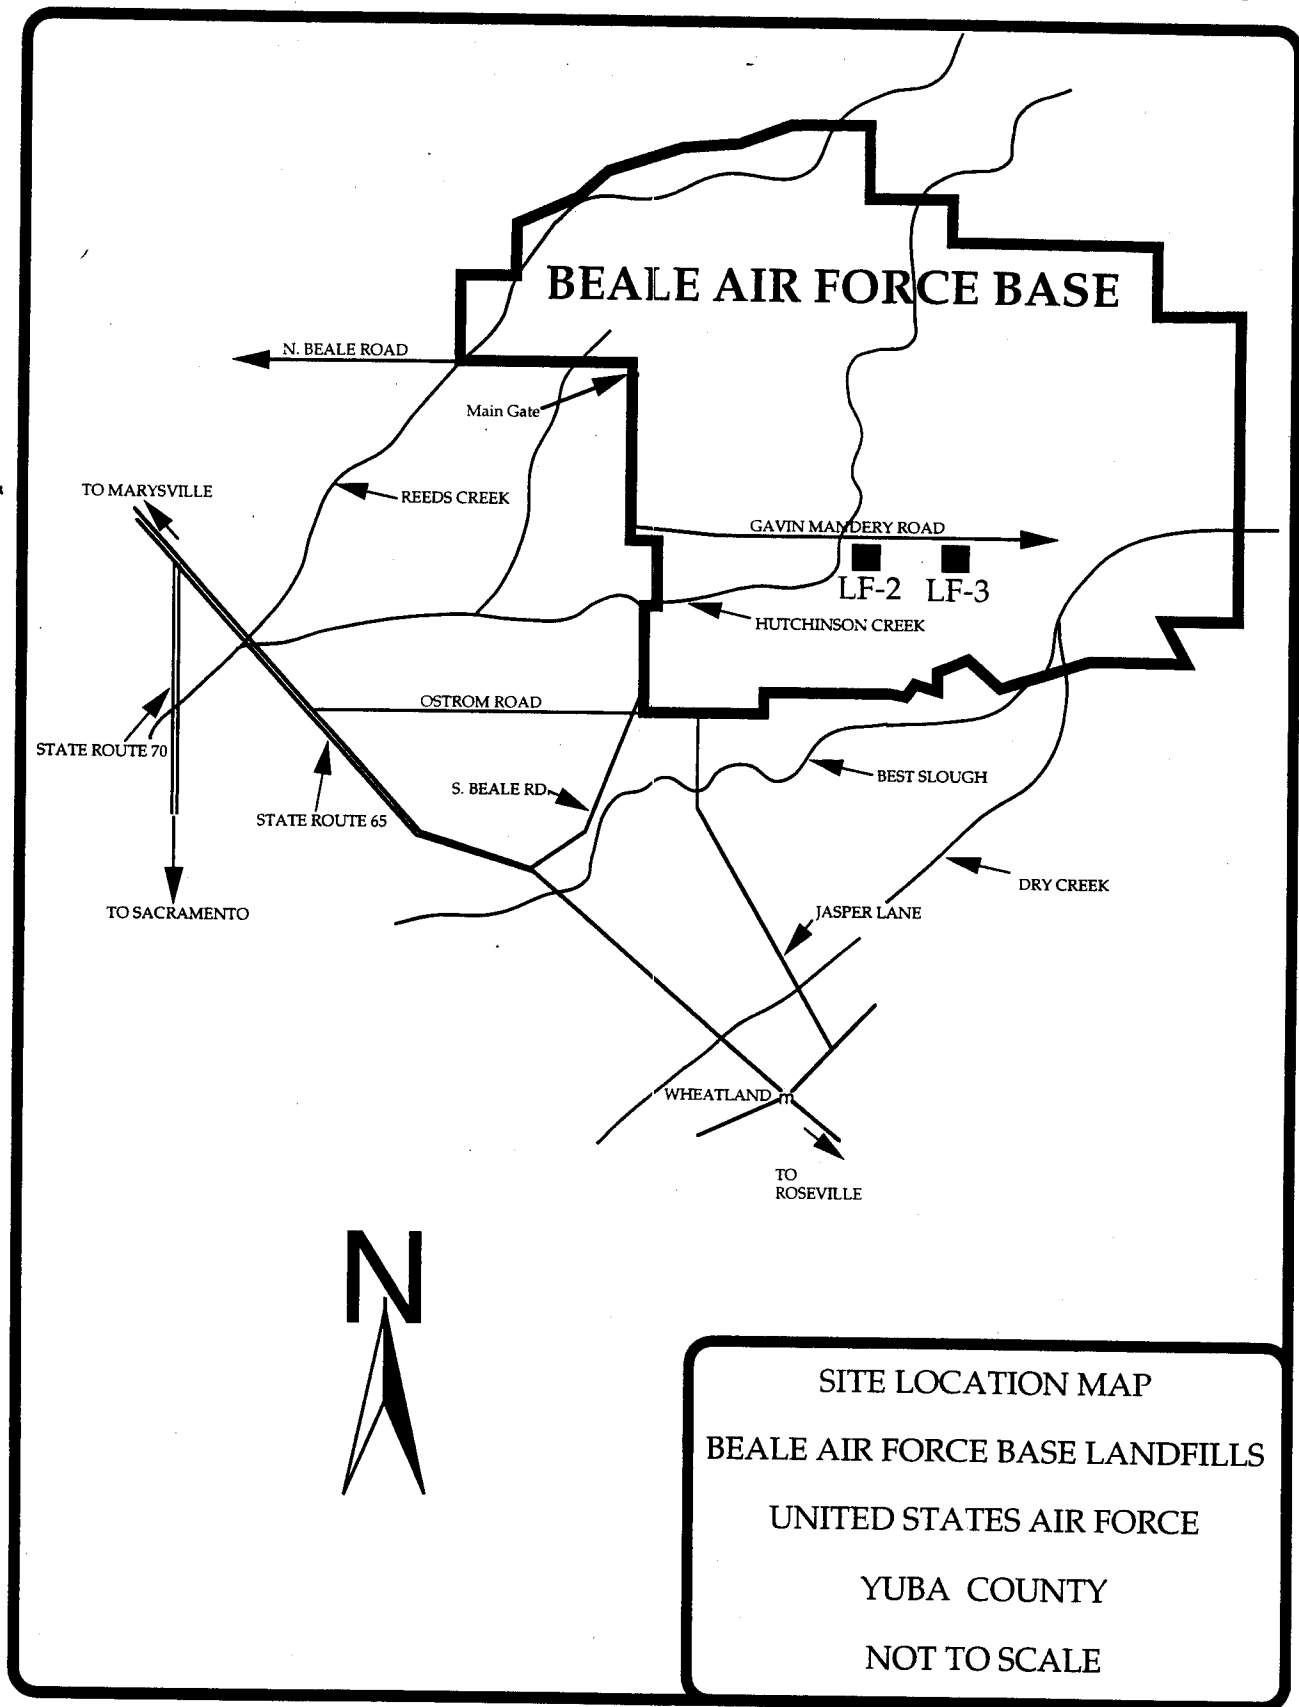 BEALE AIR FORCE BASE
N. BEALE ROAD
Main Gate
TO MARYSVILLE
REEDS CREEK
GAVIN MANDERY ROAD
LF-2 LF-3
HUTCHINSON CREEK
OSTROM ROAD
STATE ROUTE 70
BEST SLOUGH
S. BEALE RD.
STATE ROUTE 65
DRY CREEK
TO SACRAMENTO
JASPER LANE
WHEATLAND m
TO
ROSEVILLE
N
SITE LOCATION MAP
BEALE AIR FORCE BASE LANDFILLS
UNITED STATES AIR FORCE
YUBA COUNTY
NOT TO SCALE